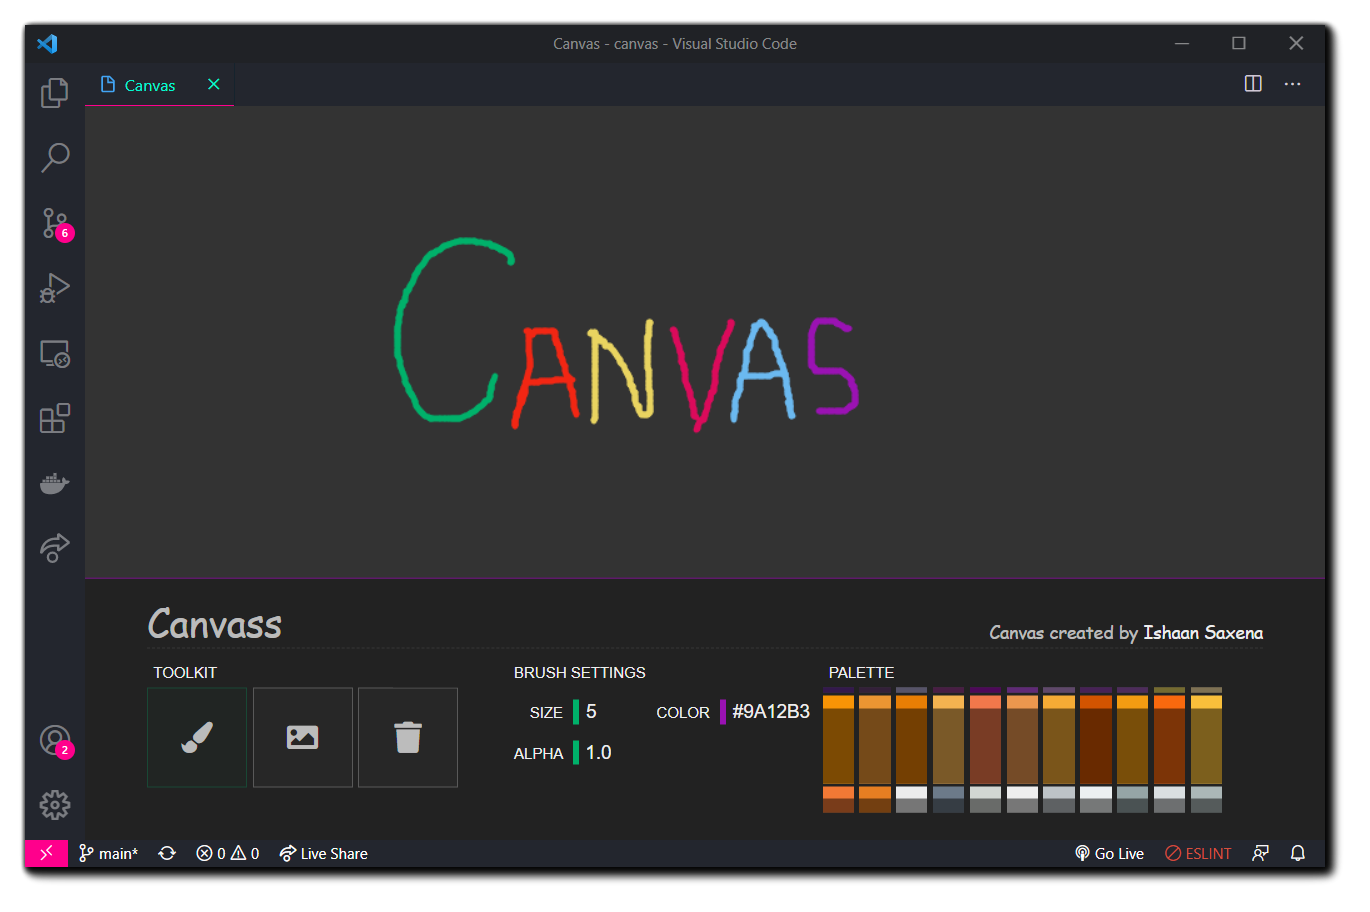 Canvas - canvas - Visual Studio Code
Canvas
6
CANVAS
Canvass
Canvas created by Ishaan Saxena
TOOLKIT
BRUSH SETTINGS
PALETTE
SIZE 5
COLOR #9A12B3
ALPHA 1.0
2
main* 0 0 Live Share
Go Live ESLINT